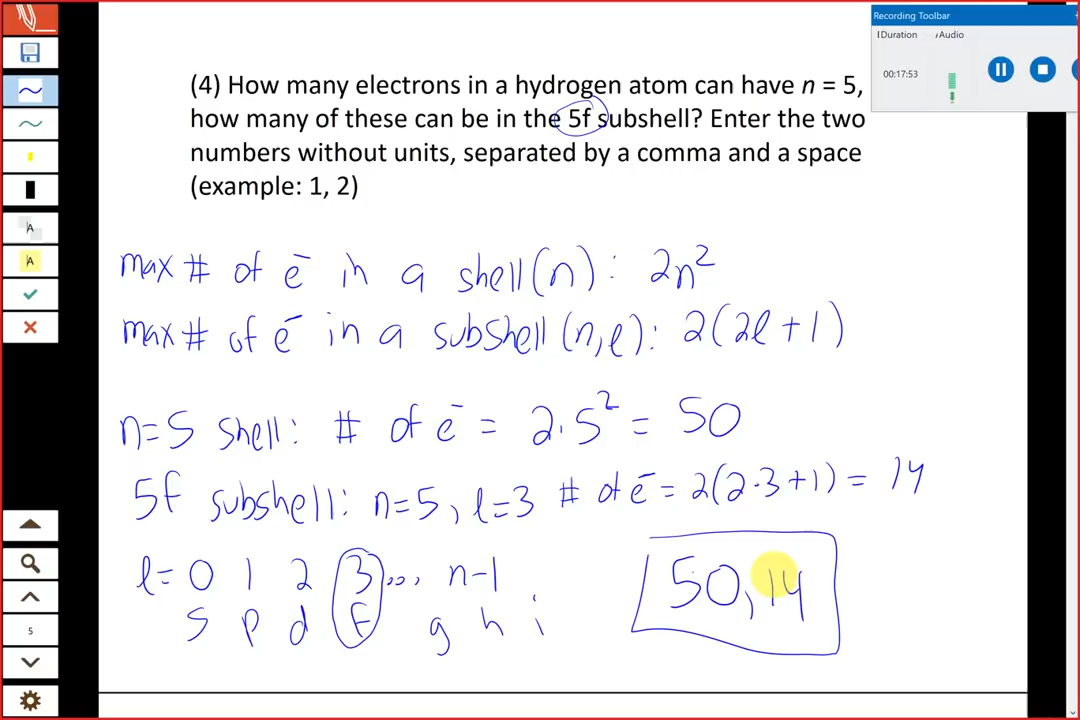 Recording Toolbar
Duration
Audio
00:17:53
(4) How many electrons in a hydrogen atom can have n = 5,
how many of these can be in the 5f subshell? Enter the two
numbers without units, separated by a comma and a space
(example: 1, 2)
max # of e⁻ in a shell (n) : 2n²
max # of e⁻ in a subshell (n,l) : 2(2l+1)
n=5 shell: # of e⁻ = 2·5² = 50
5f subshell: n=5, l=3 # of e⁻ = 2(2·3+1) = 14
l= 0 1 2 3 ... n-1
s p d f g h i
50, 14
A
A
5